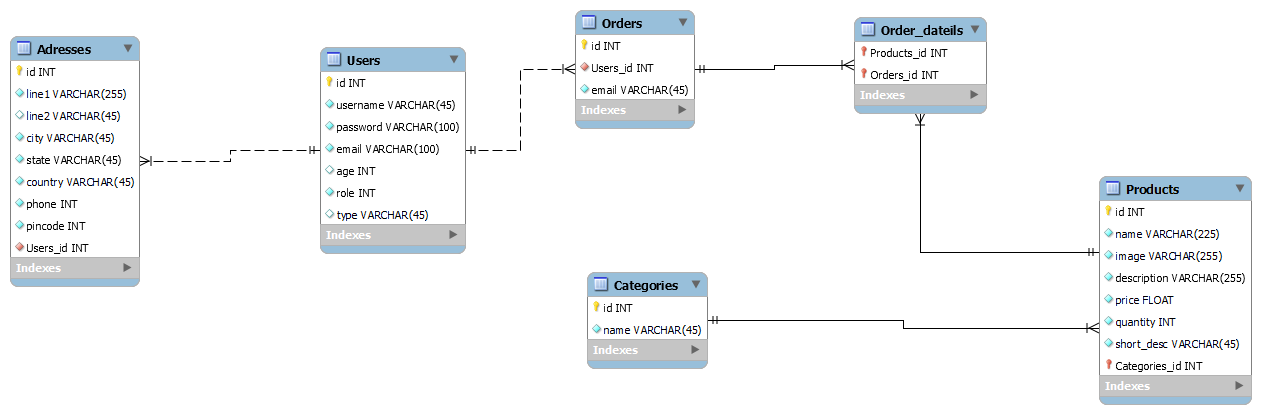 Adresses
id INT
line1 VARCHAR(255)
line2 VARCHAR(45)
city VARCHAR(45)
state VARCHAR(45)
country VARCHAR(45)
phone INT
pincode INT
Users_id INT
Indexes
Users
id INT
username VARCHAR(45)
password VARCHAR(100)
email VARCHAR(100)
age INT
role INT
type VARCHAR(45)
Indexes
Orders
id INT
Users_id INT
email VARCHAR(45)
Indexes
Order_dateils
Products_id INT
Orders_id INT
Indexes
Categories
id INT
name VARCHAR(45)
Indexes
Products
id INT
name VARCHAR(225)
image VARCHAR(255)
description VARCHAR(255)
price FLOAT
quantity INT
short_desc VARCHAR(45)
Categories_id INT
Indexes